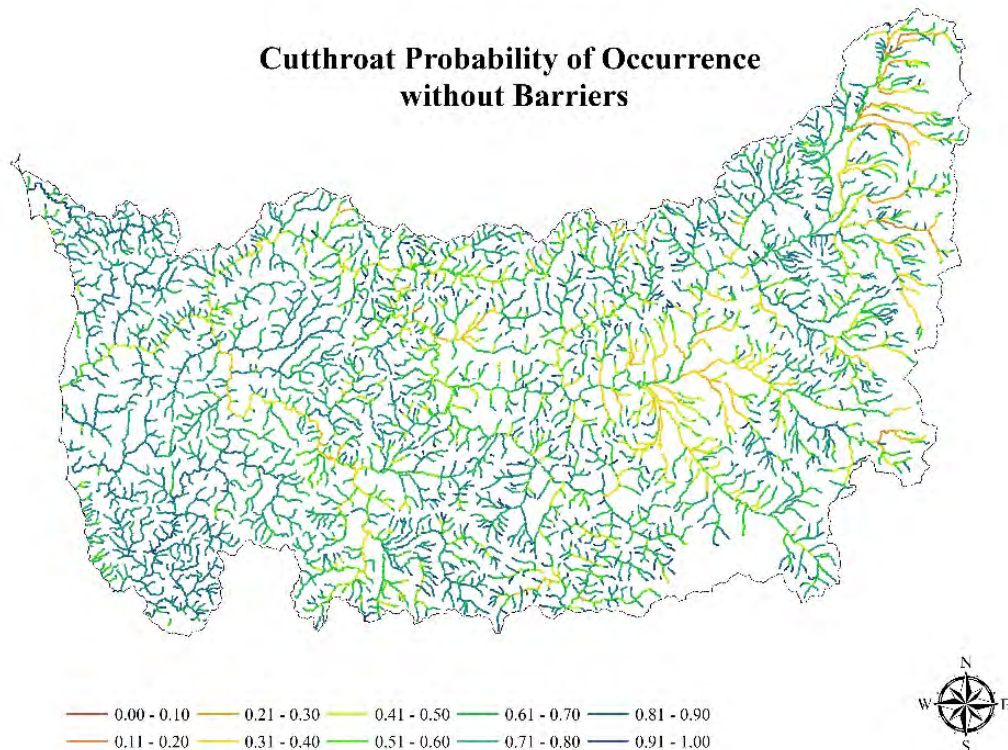 Cutthroat Probability of Occurrence
without Barriers
N
W E
S
0.00 - 0.10 0.21 - 0.30 0.41 - 0.50 0.61 - 0.70 0.81 - 0.90
0.11 - 0.20 0.31 - 0.40 0.51 - 0.60 0.71 - 0.80 0.91 - 1.00